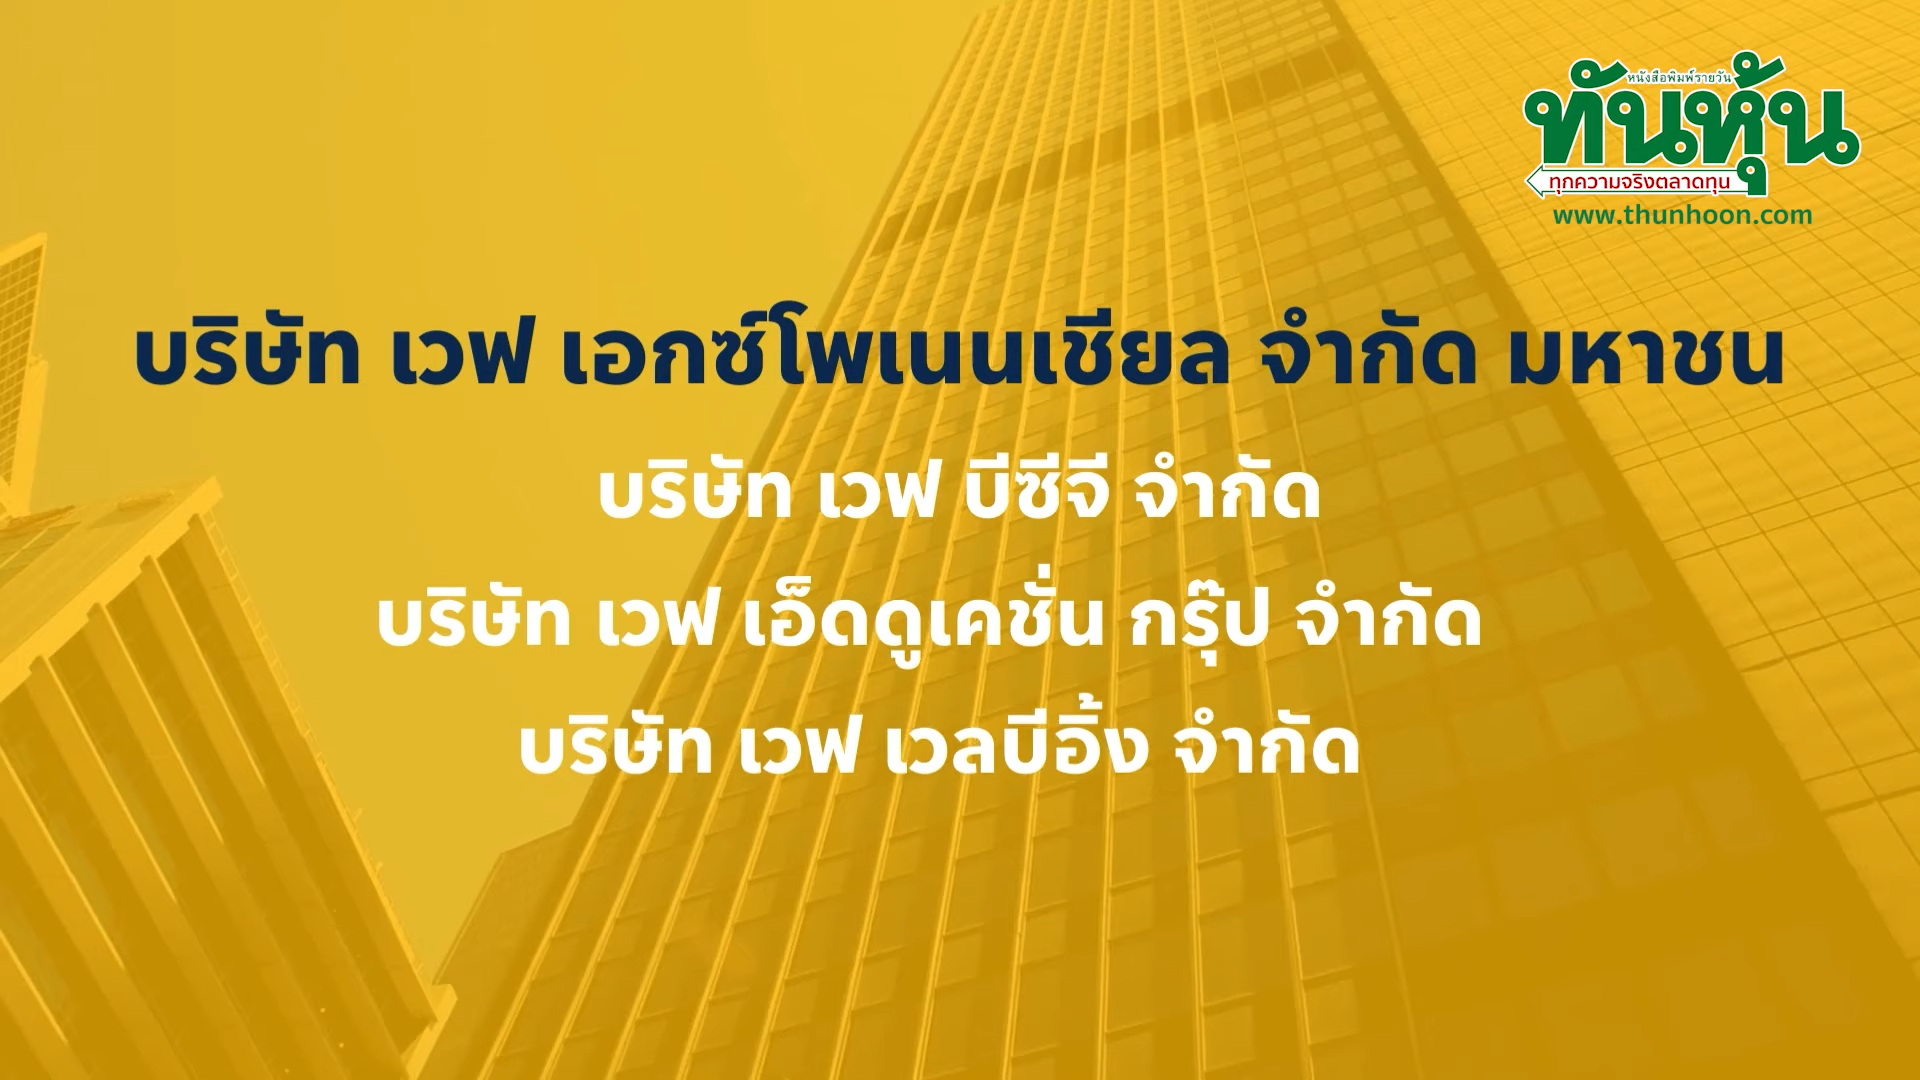 หนังสือพิมพ์รายวัน
ทันหุ้น
ทุกความจริงตลาดทุน
www.thunhoon.com
บริษัท เวฟ เอกซ์โพเนนเชียล จำกัด มหาชน
บริษัท เวฟ บีซีจี จำกัด
บริษัท เวฟ เอ็ดดูเคชั่น กรุ๊ป จำกัด
บริษัท เวฟ เวลบีอิ้ง จำกัด